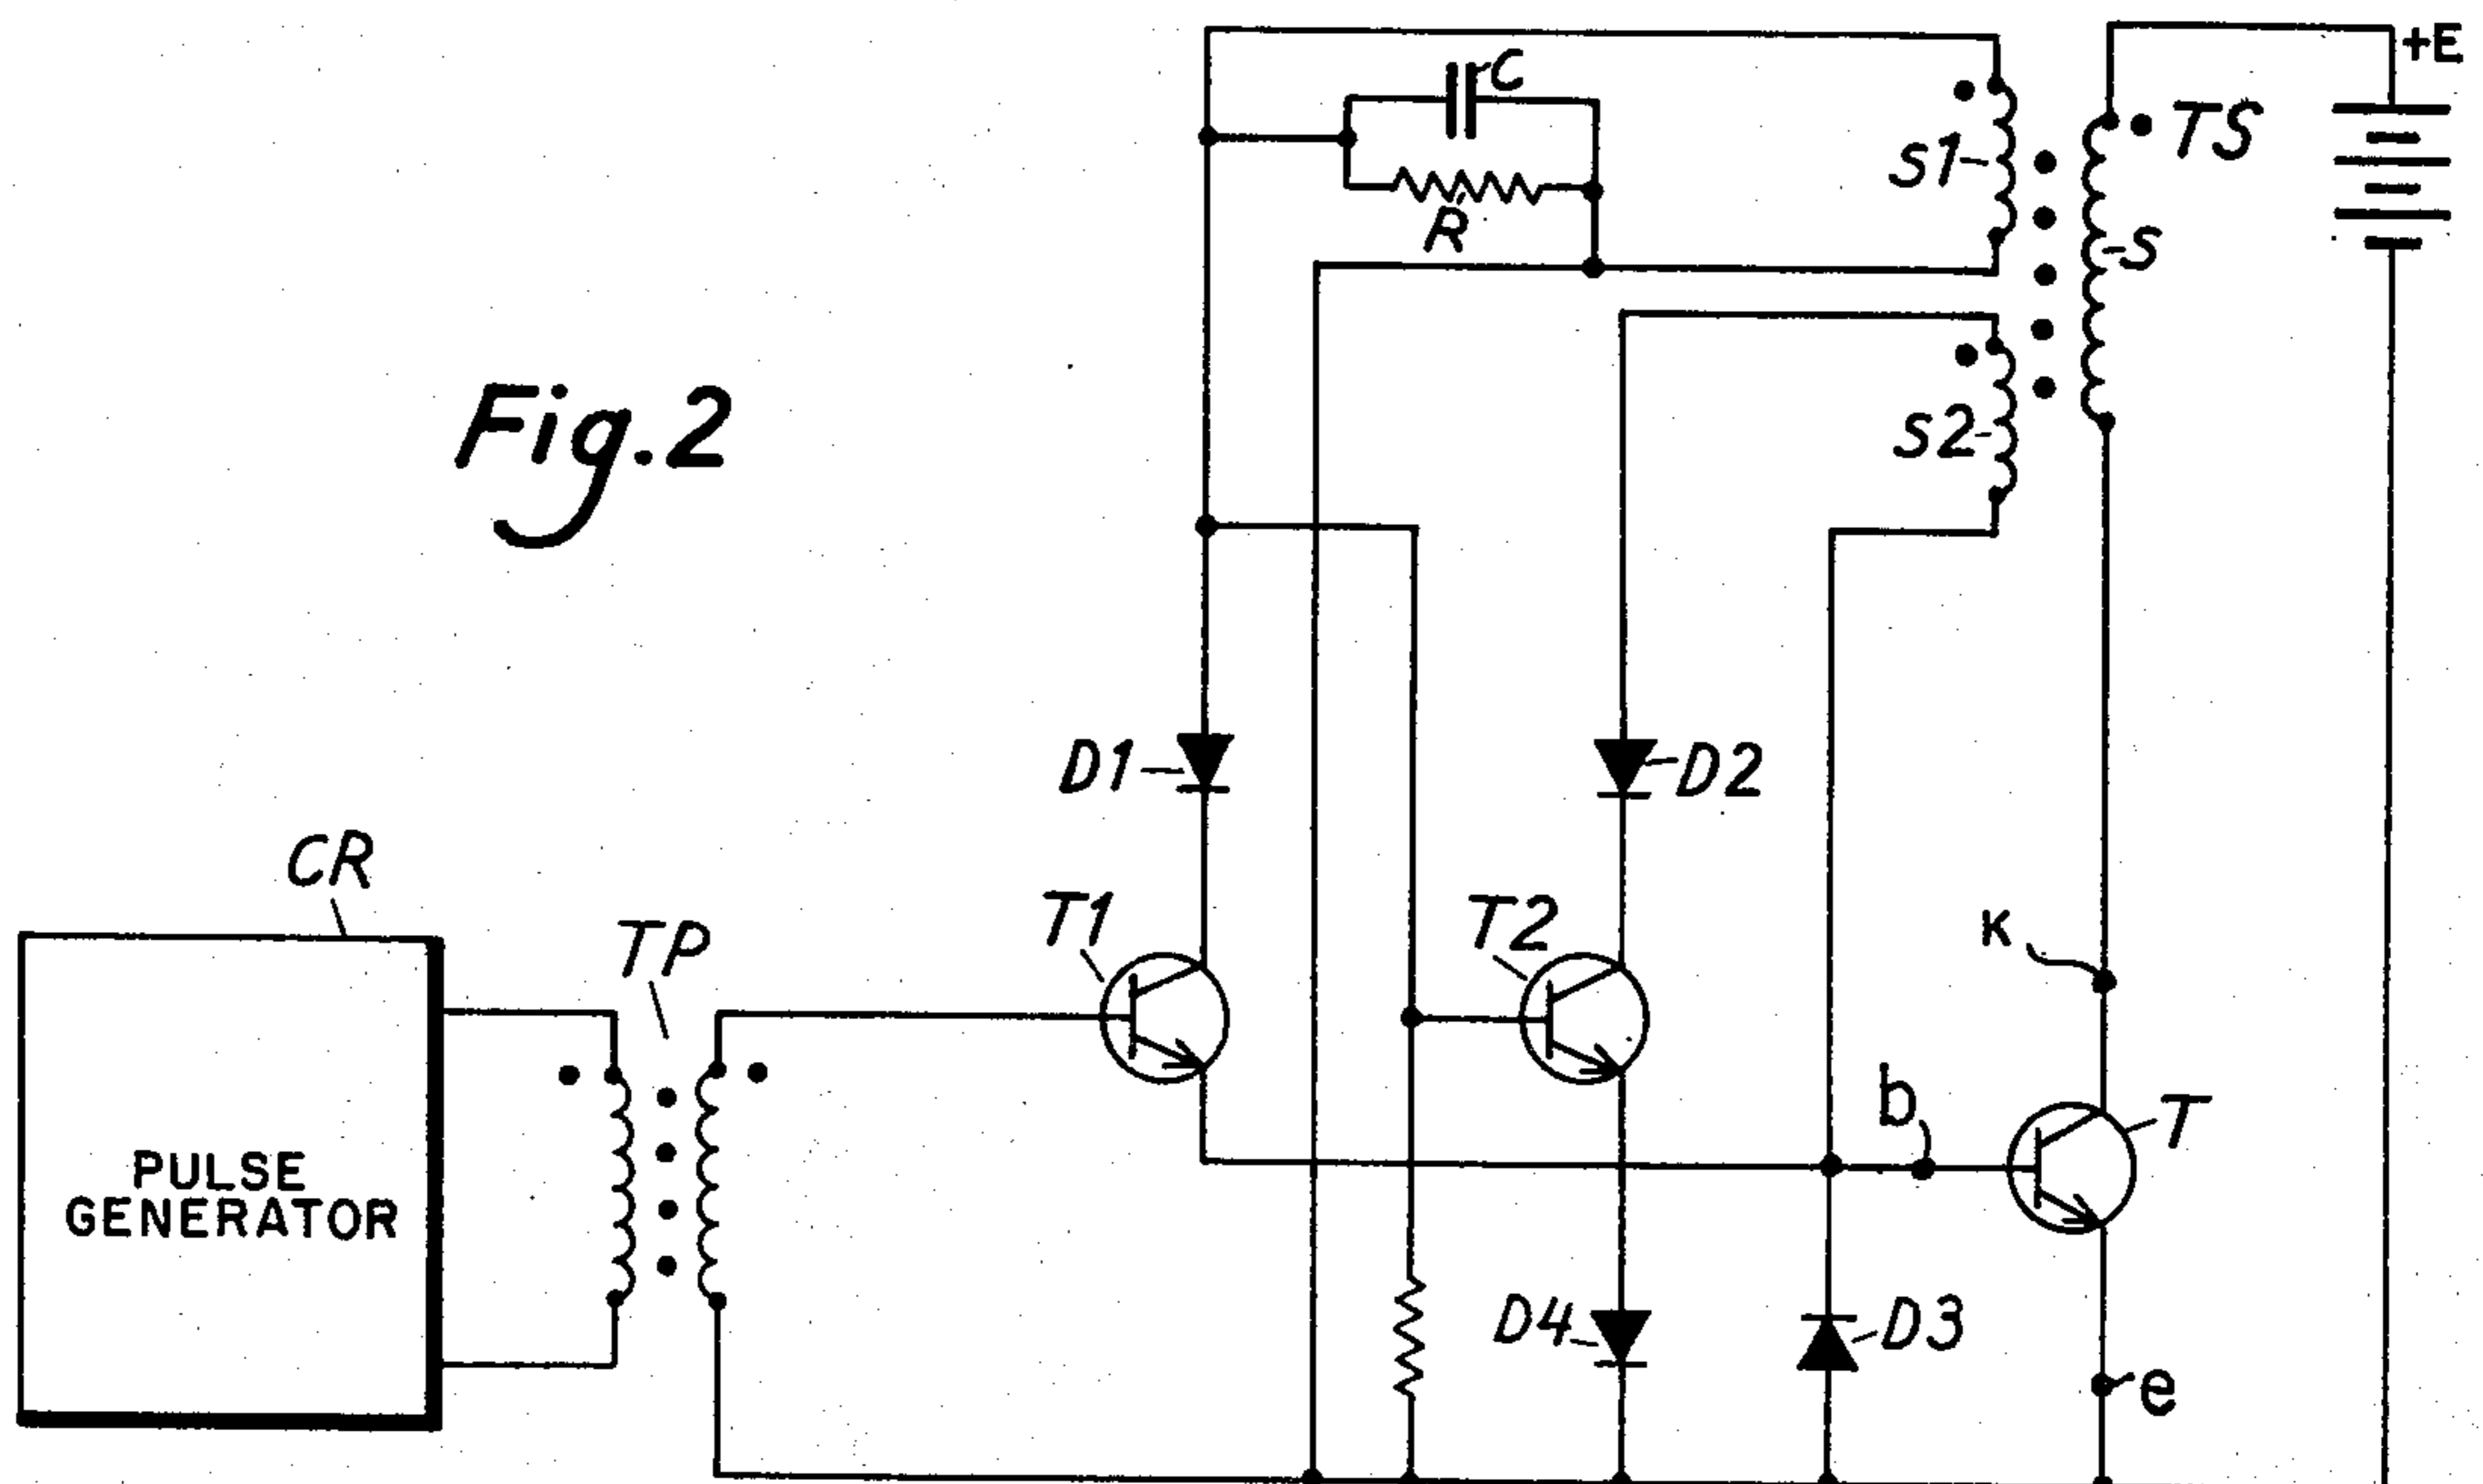 +E
C
TS
S1
R
S
Fig.2
S2
D1
D2
CR
T1
T2
K
TP
b
T
PULSE
GENERATOR
D4
D3
e